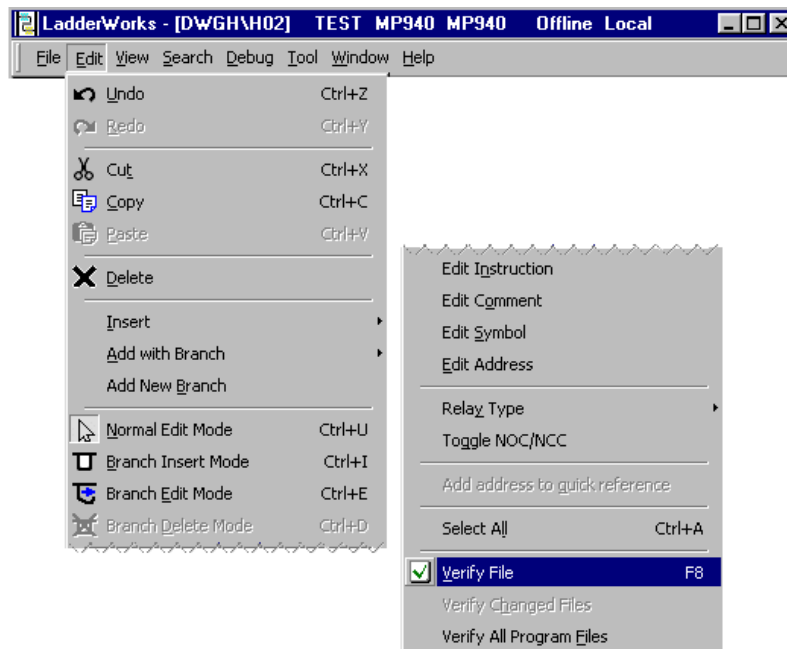 LadderWorks - [DWGH\H02] TEST MP940 MP940 Offline Local
File Edit View Search Debug Tool Window Help
Undo Ctrl+Z
Redo Ctrl+Y
Cut Ctrl+X
Copy Ctrl+C
Paste Ctrl+V
Delete
Insert
Add with Branch
Add New Branch
Normal Edit Mode Ctrl+U
Branch Insert Mode Ctrl+I
Branch Edit Mode Ctrl+E
Branch Delete Mode Ctrl+D
Edit Instruction
Edit Comment
Edit Symbol
Edit Address
Relay Type
Toggle NOC/NCC
Add address to quick reference
Select All Ctrl+A
Verify File F8
Verify Changed Files
Verify All Program Files